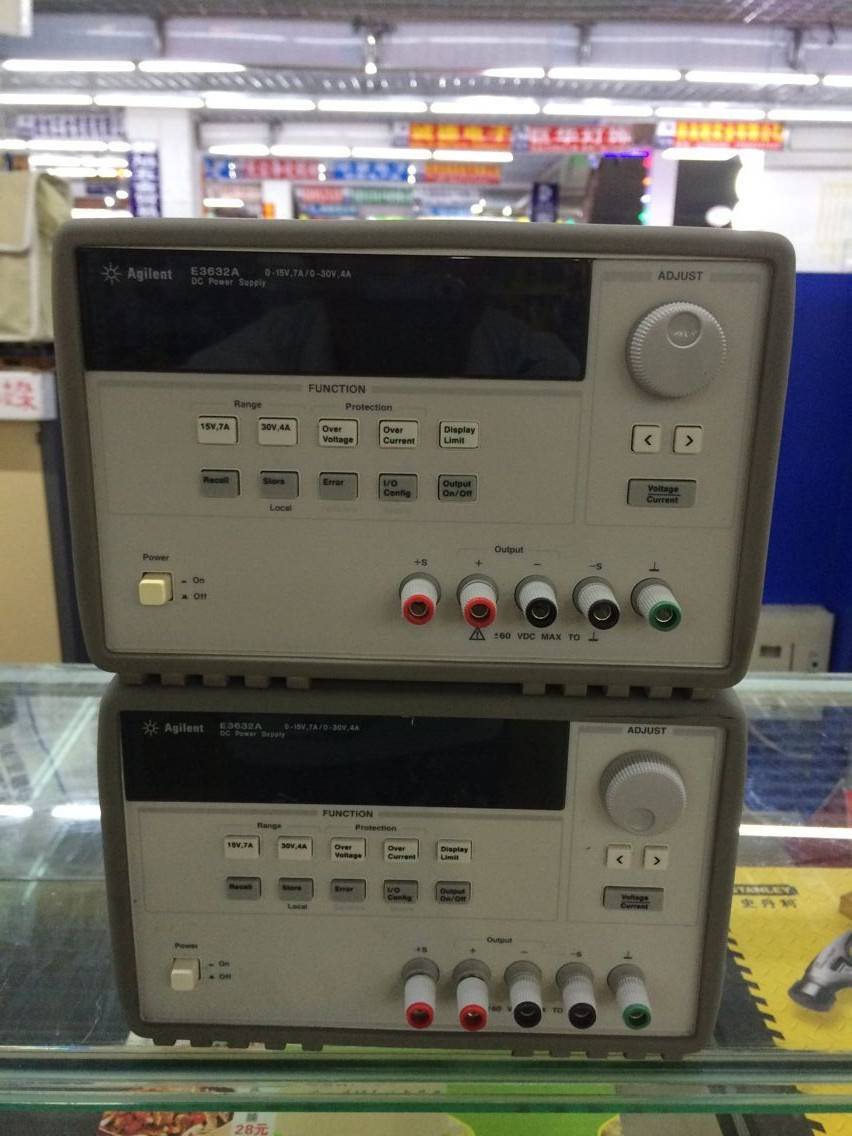 Agilent E3632A 0-15V,7A/0-30V,4A
DC Power Supply
ADJUST
FUNCTION
Range Protection
15V,7A 30V,4A Over Voltage Over Current Display Limit
Recall Store Error I/O Config Output On/Off
Voltage
Current
Local
Power
On
Off
Output
+S + - -S
±60 VDC MAX TO
Agilent E3632A 0-15V,7A/0-30V,4A
DC Power Supply
ADJUST
FUNCTION
Range Protection
15V,7A 30V,4A Over Voltage Over Current Display Limit
Recall Store Error I/O Config Output On/Off
Voltage
Current
Local
Power
On
Off
Output
+S + - -S
TO
STANLEY
史丹利
28元